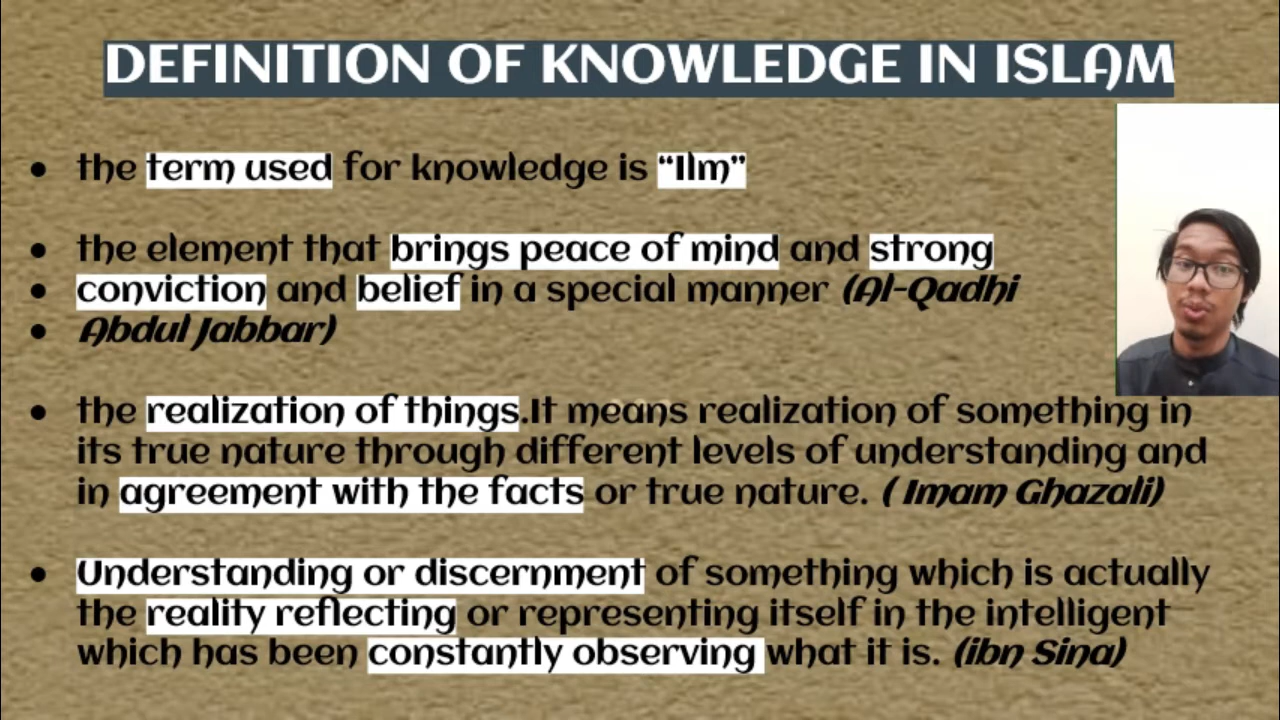 DEFINITION OF KNOWLEDGE IN ISLAM
• the term used for knowledge is “Ilm”
• the element that brings peace of mind and strong
• conviction and belief in a special manner (Al-Qadhi
• Abdul Jabbar)
• the realization of things.It means realization of something in
its true nature through different levels of understanding and
in agreement with the facts or true nature. ( Imam Ghazali)
• Understanding or discernment of something which is actually
the reality reflecting or representing itself in the intelligent
which has been constantly observing what it is. (ibn Sina)